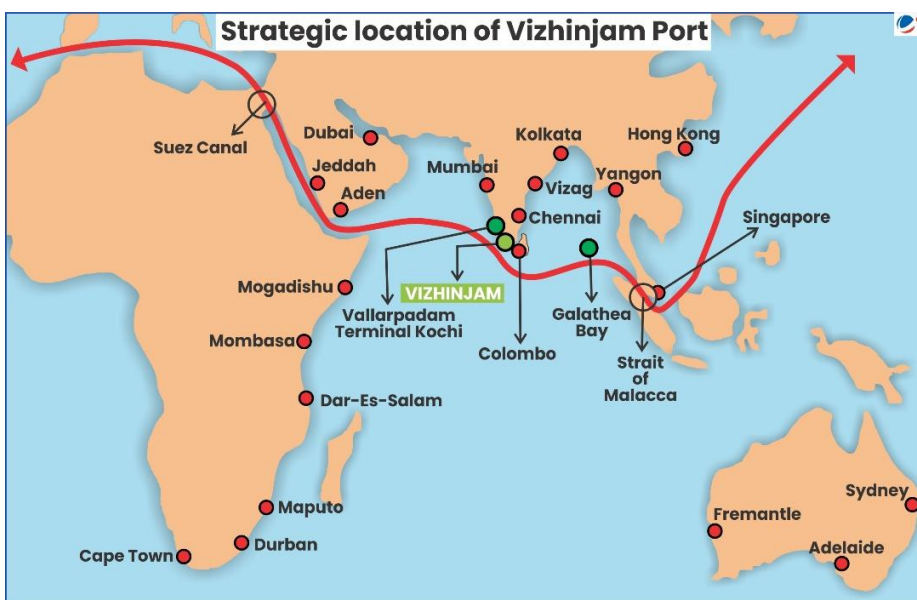 Strategic location of Vizhinjam Port
Suez Canal
Dubai
Jeddah
Aden
Mumbai
Kolkata
Hong Kong
Vizag
Yangon
Chennai
Singapore
Mogadishu
VIZHINJAM
Vallarpadam
Terminal Kochi
Galathea
Bay
Colombo
Strait
of
Malacca
Mombasa
Dar-Es-Salam
Maputo
Durban
Cape Town
Sydney
Fremantle
Adelaide